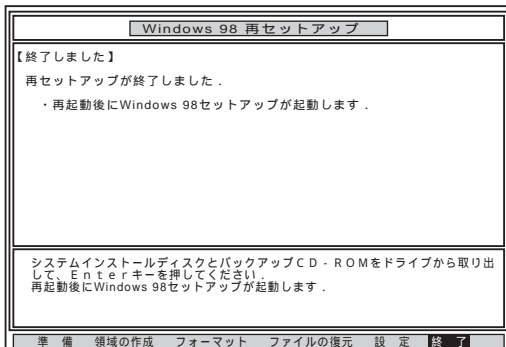 Windows 98 再セットアップ
【終了しました】
再セットアップが終了しました．
・再起動後にWindows 98セットアップが起動します．
システムインストールディスクとバックアップＣＤ－ＲＯＭをドライブから取り出
して、Ｅｎｔｅｒキーを押してください．
再起動後にWindows 98セットアップが起動します．
準　備　領域の作成　フォーマット　ファイルの復元　設　定　終　了